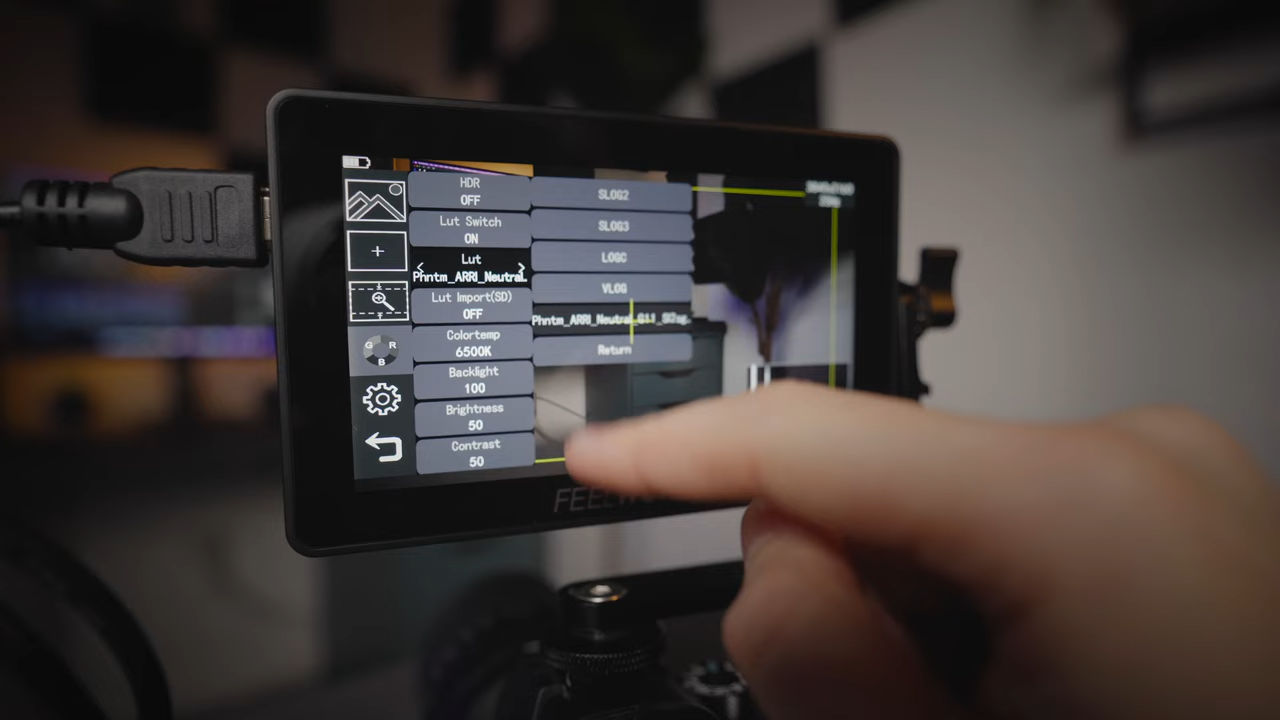 HDR
OFF
Lut Switch
ON
Lut
Phntm_ARRI_Neutral
Lut Import(SD)
OFF
Colortemp
6500K
Backlight
100
Brightness
50
Contrast
50
SLOG2
SLOG3
LOGC
VLOG
Phntm_ARRI_Neutral
Return
G
R
B